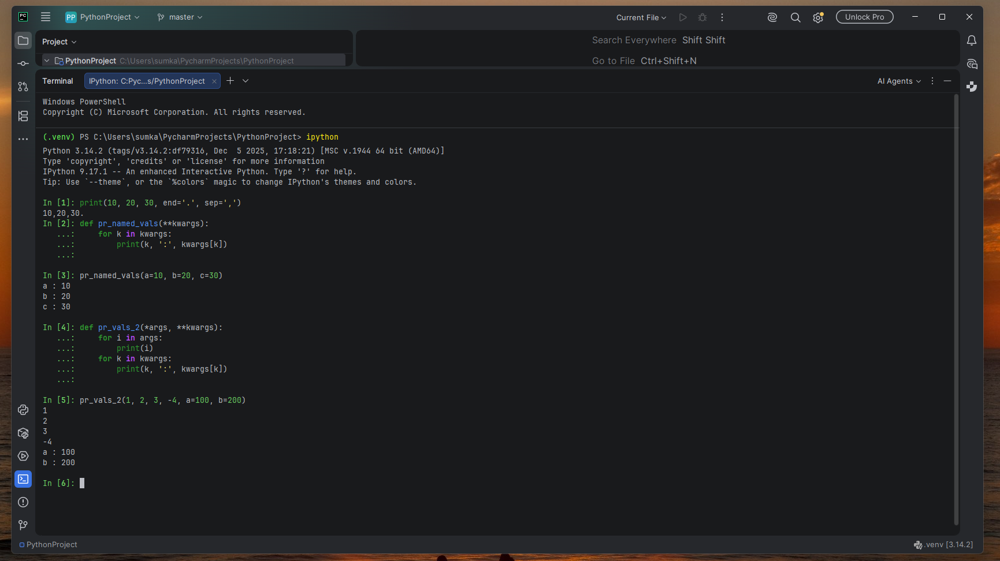 PC
PP PythonProject master Current File Unlock Pro
Project
PythonProject C:\Users\sumka\PycharmProjects\PythonProject
Search Everywhere Shift Shift
Go to File Ctrl+Shift+N
Terminal IPython: C:Pyc...s/PythonProject AI Agents
Windows PowerShell
Copyright (C) Microsoft Corporation. All rights reserved.
(.venv) PS C:\Users\sumka\PycharmProjects\PythonProject> ipython
Python 3.14.2 (tags/v3.14.2:df79316, Dec  5 2025, 17:18:21) [MSC v.1944 64 bit (AMD64)]
Type 'copyright', 'credits' or 'license' for more information
IPython 9.17.1 -- An enhanced Interactive Python. Type '?' for help.
Tip: Use `--theme`, or the `%colors` magic to change IPython's themes and colors.
In [1]: print(10, 20, 30, end='.', sep=',')
10,20,30.
In [2]: def pr_named_vals(**kwargs):
   ...:     for k in kwargs:
   ...:         print(k, ':', kwargs[k])
   ...:
In [3]: pr_named_vals(a=10, b=20, c=30)
a : 10
b : 20
c : 30
In [4]: def pr_vals_2(*args, **kwargs):
   ...:     for i in args:
   ...:         print(i)
   ...:     for k in kwargs:
   ...:         print(k, ':', kwargs[k])
   ...:
In [5]: pr_vals_2(1, 2, 3, -4, a=100, b=200)
1
2
3
-4
a : 100
b : 200
In [6]:
PythonProject .venv [3.14.2]